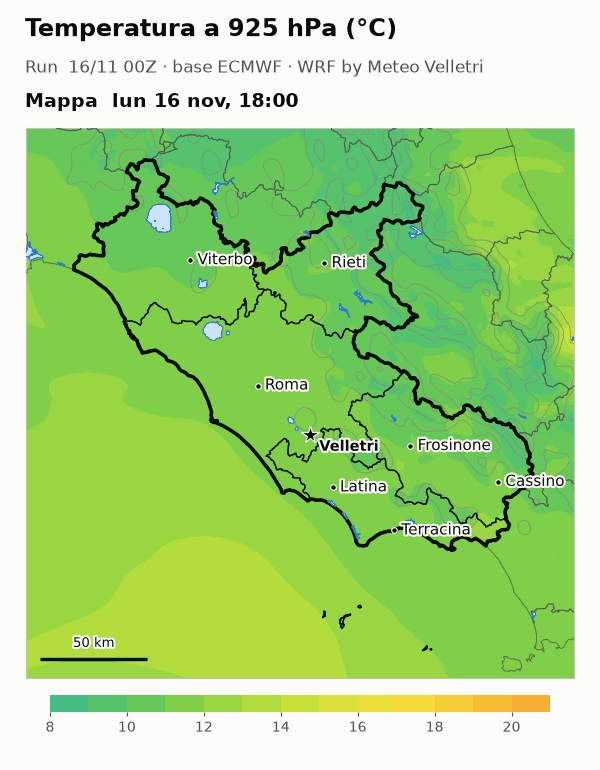 Temperatura a 925 hPa (°C)
Run  16/11 00Z · base ECMWF · WRF by Meteo Velletri
Mappa  lun 16 nov, 18:00
Viterbo
Rieti
Roma
Velletri
Frosinone
Cassino
Latina
Terracina
50 km
8 10 12 14 16 18 20